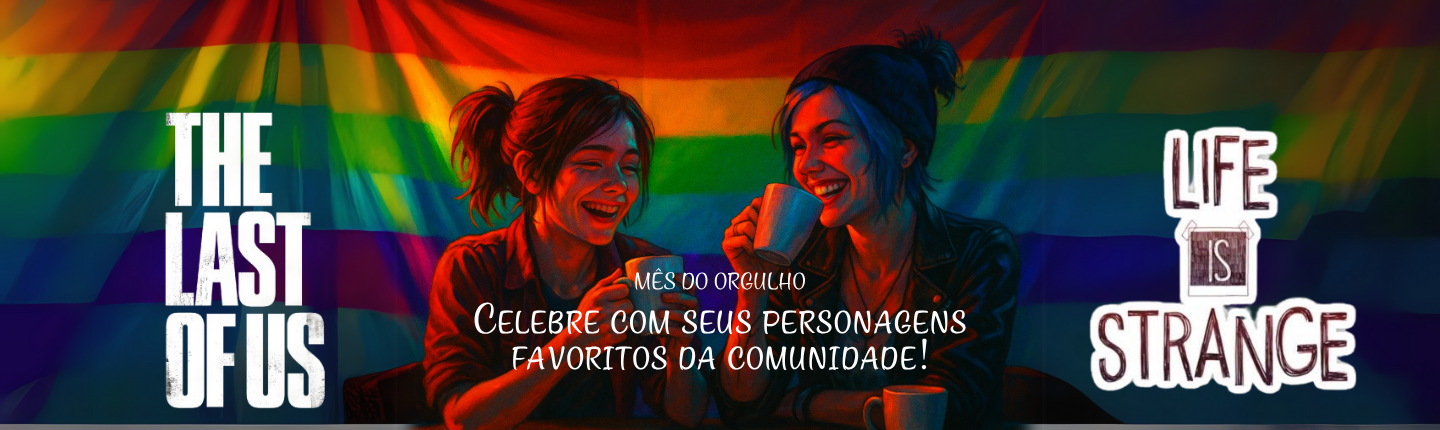 THE
LAST
OF US
MÊS DO ORGULHO
CELEBRE COM SEUS PERSONAGENS
FAVORITOS DA COMUNIDADE!
LIFE
IS
STRANGE